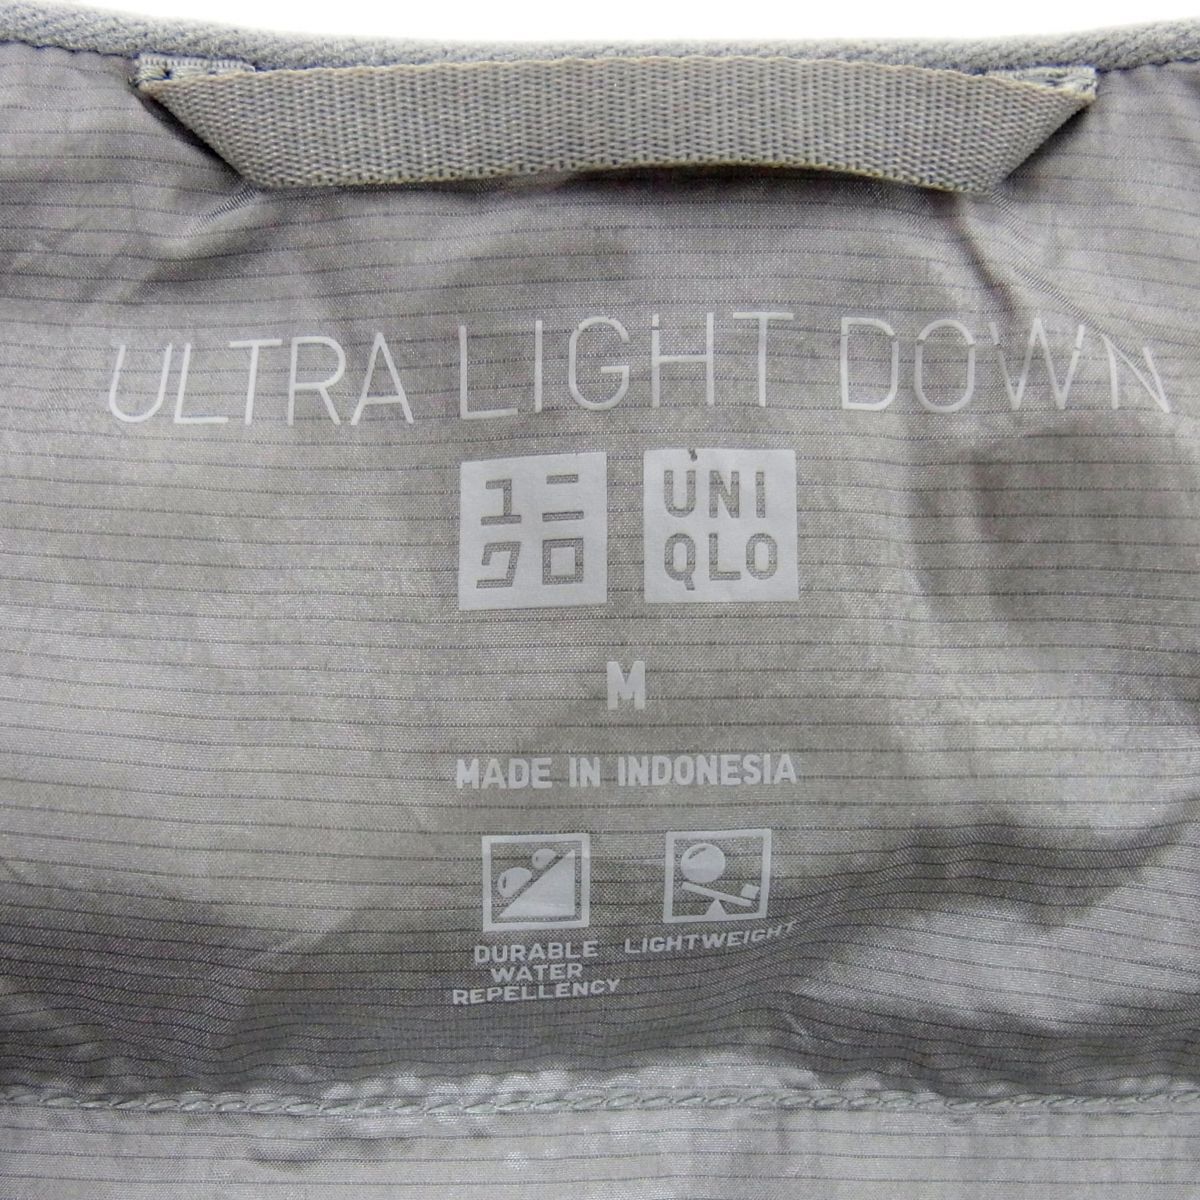 ULTRA LIGHT DOWN
ユニ UNI
クロ QLO
M
MADE IN INDONESIA
DURABLE LIGHTWEIGHT
WATER
REPELLENCY